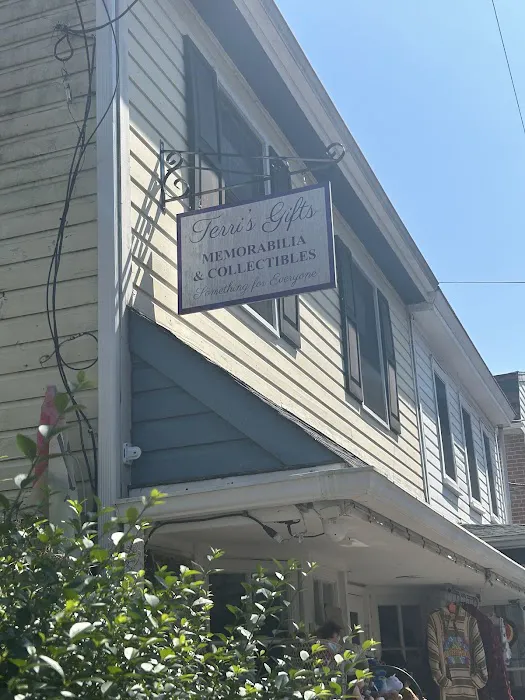 Terri's Gifts
MEMORABILIA
& COLLECTIBLES
Something for Everyone